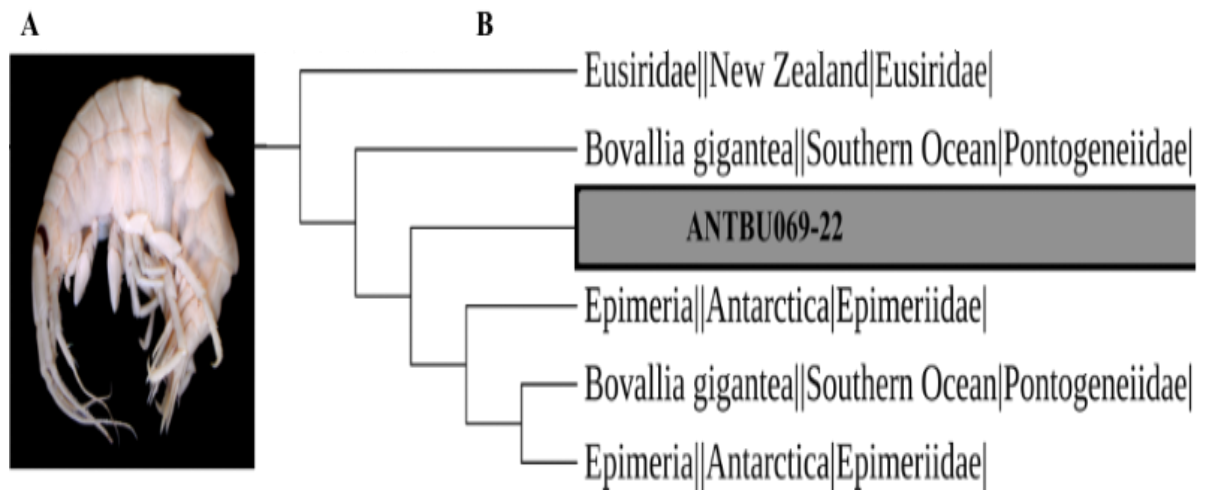 A
B
Eusiridae||New Zealand|Eusiridae|
Bovallia gigantea||Southern Ocean|Pontogeneiidae|
ANTBU069-22
Epimeria||Antarctica|Epimeriidae|
Bovallia gigantea||Southern Ocean|Pontogeneiidae|
Epimeria||Antarctica|Epimeriidae|